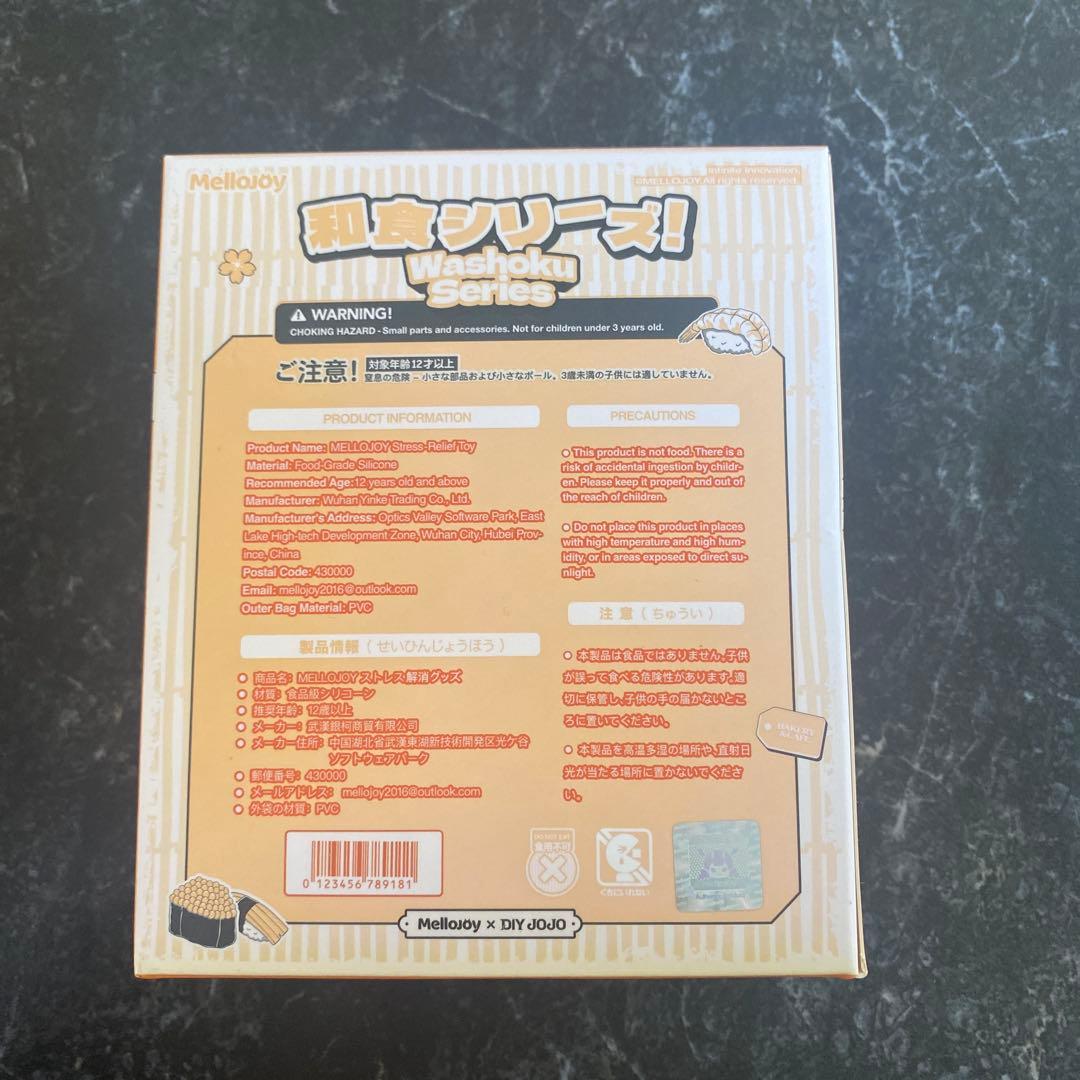 MelloJoy
Infinite Innovation.
©MELLOJOY.All rights reserved.
和食シリーズ!
Washoku
Series
WARNING!
CHOKING HAZARD - Small parts and accessories. Not for children under 3 years old.
ご注意!
対象年齢12才以上
窒息の危険 – 小さな部品および小さなボール。3歳未満の子供には適していません。
PRODUCT INFORMATION
Product Name: MELLOJOY Stress-Relief Toy
Material: Food-Grade Silicone
Recommended Age:12 years old and above
Manufacturer: Wuhan Yinke Trading Co., Ltd.
Manufacturer's Address: Optics Valley Software Park, East
Lake High-tech Development Zone, Wuhan City, Hubei Prov-
ince, China
Postal Code: 430000
Email: mellojoy2016@outlook.com
Outer Bag Material: PVC
製品情報 (せいひんじょうほう)
● 商品名: MELLOJOY ストレス解消グッズ
● 材質: 食品級シリコーン
● 推奨年齢: 12歳以上
● メーカー: 武漢銀柯商貿有限公司
● メーカー住所: 中国湖北省武漢東湖新技術開発区光ケ谷
ソフトウェアパーク
● 郵便番号: 430000
● メールアドレス: mellojoy2016@outlook.com
● 外袋の材質: PVC
PRECAUTIONS
● This product is not food. There is a
risk of accidental ingestion by childr-
en. Please keep it properly and out of
the reach of children.
● Do not place this product in places
with high temperature and high hum-
idity, or in areas exposed to direct su-
nlight.
注意 (ちゅうい)
● 本製品は食品ではありません。子供
が誤って食べる危険性があります。適
切に保管し、子供の手の届かないとこ
ろに置いてください。
● 本製品を高温多湿の場所や、直射日
光が当たる場所に置かないでくださ
い。
BAKERY
&CAFE
0 123456 789181
DO NOT EAT
食用不可
くちにいれない
MelloJoy × DIY JOJO